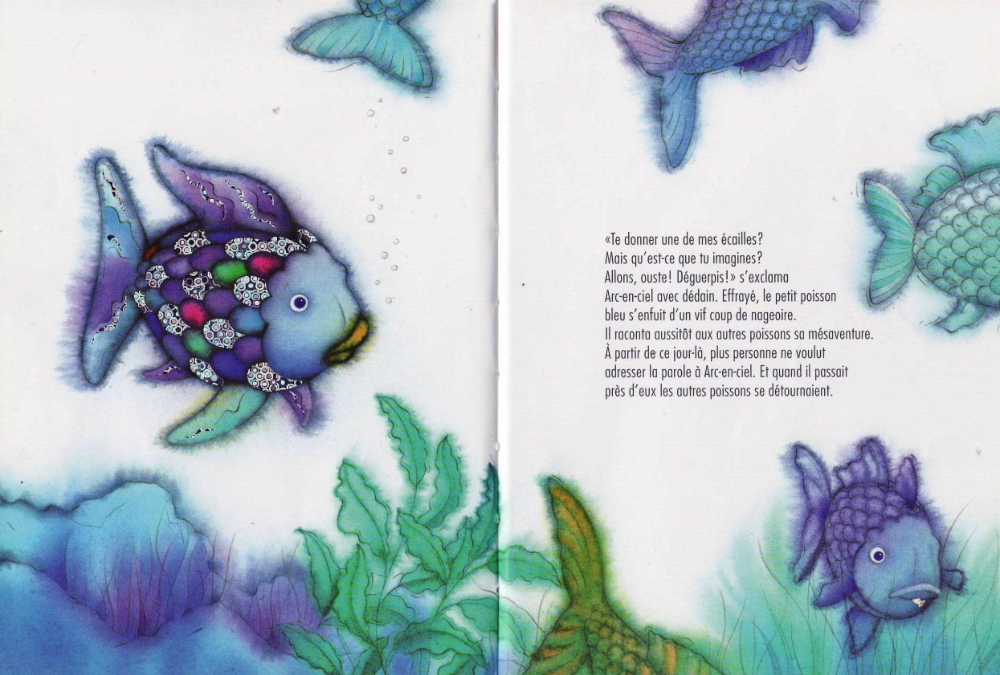 «Te donner une de mes écailles?
Mais qu’est-ce que tu imagines?
Allons, ouste! Déguerpis!» s’exclama
Arc-en-ciel avec dédain. Effrayé, le petit poisson
bleu s’enfuit d’un vif coup de nageoire.
Il raconta aussitôt aux autres poissons sa mésaventure.
À partir de ce jour-là, plus personne ne voulut
adresser la parole à Arc-en-ciel. Et quand il passait
près d’eux les autres poissons se détournaient.